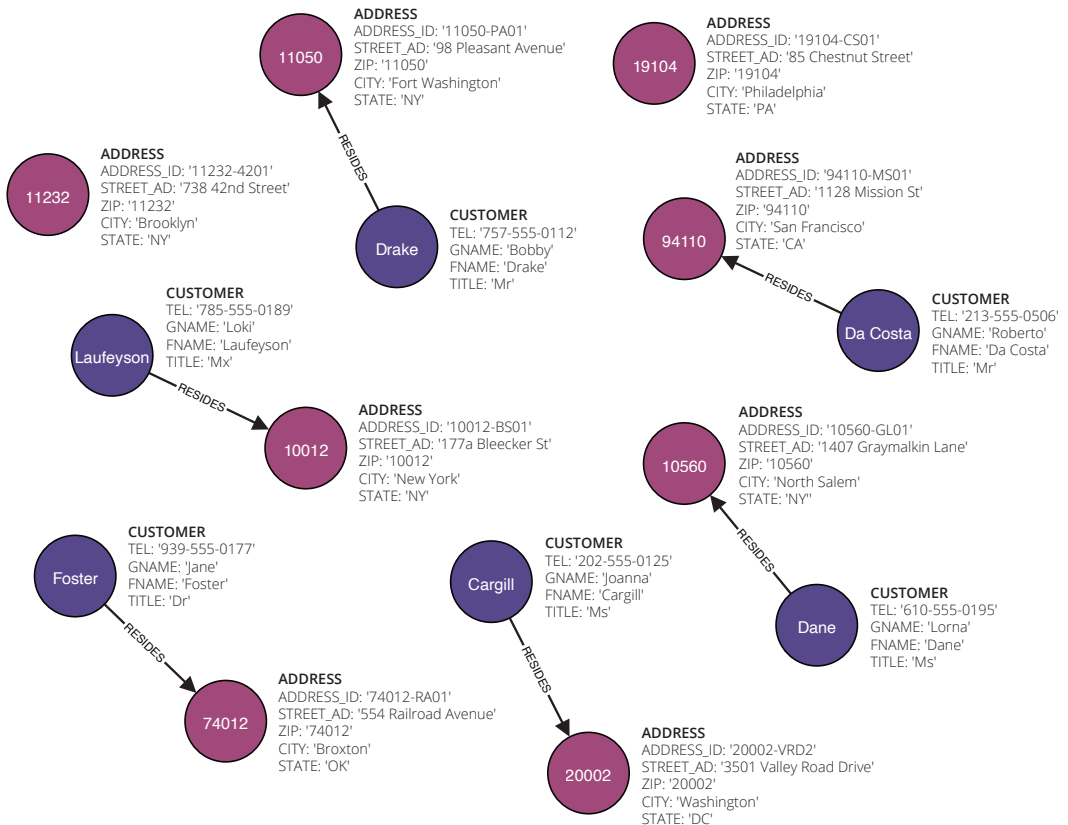 11050
ADDRESS
ADDRESS_ID: '11050-PA01'
STREET_AD: '98 Pleasant Avenue'
ZIP: '11050'
CITY: 'Fort Washington'
STATE: 'NY'
19104
ADDRESS
ADDRESS_ID: '19104-CS01'
STREET_AD: '85 Chestnut Street'
ZIP: '19104'
CITY: 'Philadelphia'
STATE: 'PA'
RESIDES
11232
ADDRESS
ADDRESS_ID: '11232-4201'
STREET_AD: '738 42nd Street'
ZIP: '11232'
CITY: 'Brooklyn'
STATE: 'NY'
Drake
CUSTOMER
TEL: '757-555-0112'
GNAME: 'Bobby'
FNAME: 'Drake'
TITLE: 'Mr'
94110
ADDRESS
ADDRESS_ID: '94110-MS01'
STREET_AD: '1128 Mission St'
ZIP: '94110'
CITY: 'San Francisco'
STATE: 'CA'
RESIDES
Da Costa
CUSTOMER
TEL: '213-555-0506'
GNAME: 'Roberto'
FNAME: 'Da Costa'
TITLE: 'Mr'
Laufeyson
CUSTOMER
TEL: '785-555-0189'
GNAME: 'Loki'
FNAME: 'Laufeyson'
TITLE: 'Mx'
RESIDES
10012
ADDRESS
ADDRESS_ID: '10012-BS01'
STREET_AD: '177a Bleecker St'
ZIP: '10012'
CITY: 'New York'
STATE: 'NY'
10560
ADDRESS
ADDRESS_ID: '10560-GL01'
STREET_AD: '1407 Graymalkin Lane'
ZIP: '10560'
CITY: 'North Salem'
STATE: 'NY''
RESIDES
Foster
CUSTOMER
TEL: '939-555-0177'
GNAME: 'Jane'
FNAME: 'Foster'
TITLE: 'Dr'
RESIDES
Cargill
CUSTOMER
TEL: '202-555-0125'
GNAME: 'Joanna'
FNAME: 'Cargill'
TITLE: 'Ms'
RESIDES
Dane
CUSTOMER
TEL: '610-555-0195'
GNAME: 'Lorna'
FNAME: 'Dane'
TITLE: 'Ms'
74012
ADDRESS
ADDRESS_ID: '74012-RA01'
STREET_AD: '554 Railroad Avenue'
ZIP: '74012'
CITY: 'Broxton'
STATE: 'OK'
20002
ADDRESS
ADDRESS_ID: '20002-VRD2'
STREET_AD: '3501 Valley Road Drive'
ZIP: '20002'
CITY: 'Washington'
STATE: 'DC'